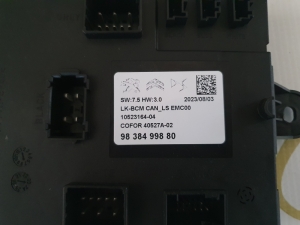 SW:7.5 HW:3.0 2023/08/03
LK-BCM CAN_LS EMC00
10523164-04
COFOR 40527A-02
98 384 998 80